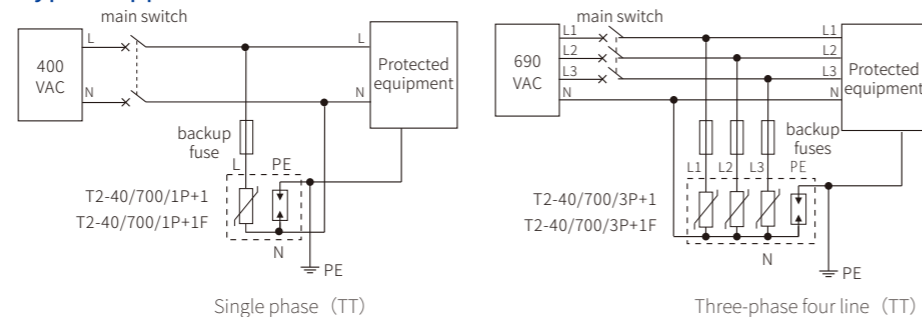 main switch
L
L
400
VAC
Protected
equipment
N
N
backup
fuse
L
PE
T2-40/700/1P+1
T2-40/700/1P+1F
N
PE
Single phase（TT）
main switch
L1
L1
L2
L2
690
VAC
L3
L3
Protected
equipment
N
N
backup
fuses
L1
L2
L3
PE
T2-40/700/3P+1
T2-40/700/3P+1F
N
PE
Three-phase four line（TT）